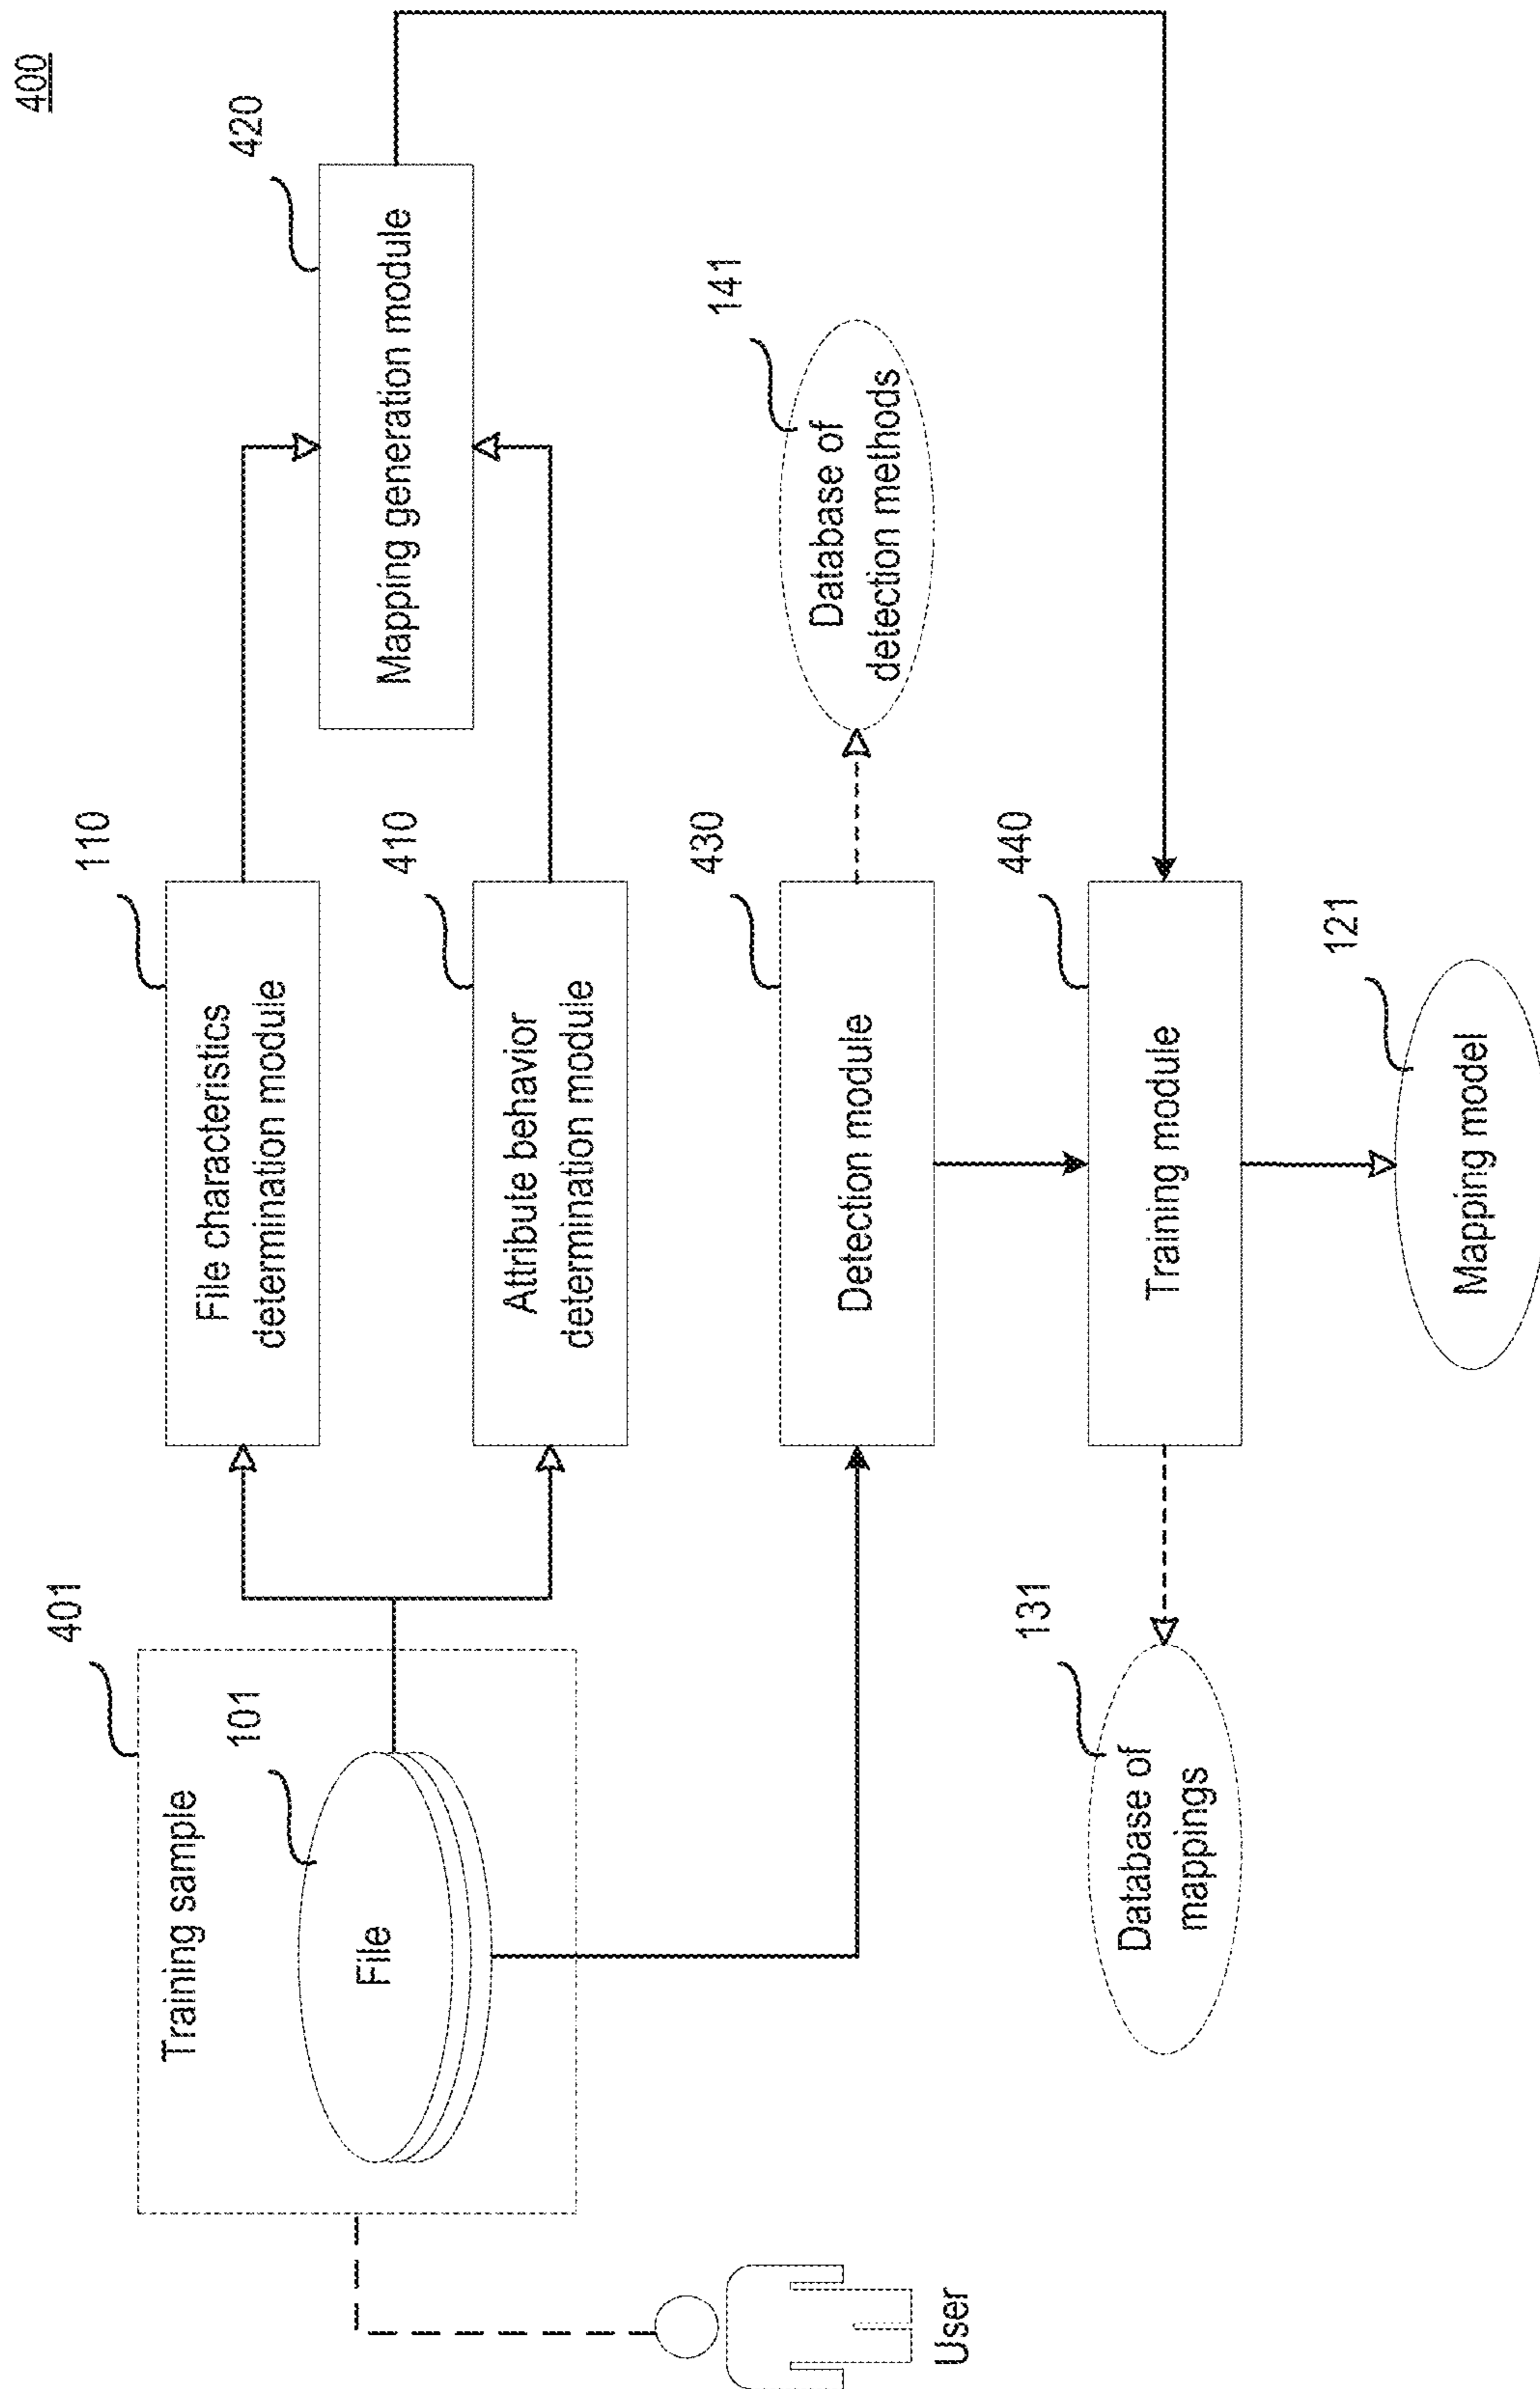 400
401
Training sample
101
File
User
110
File characteristics
determination module
410
Attribute behavior
determination module
420
Mapping generation module
430
Detection module
141
Database of
detection methods
440
Training module
131
Database of
mappings
121
Mapping model